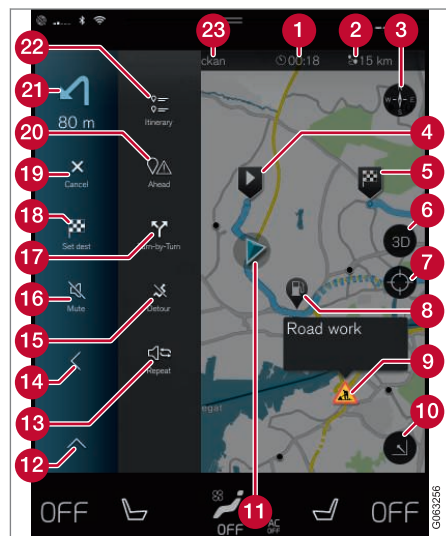 23 1 2
22 ckan 00:18 15 km 3
W E
21 80 m Itinerary
20 4
19 Cancel Ahead 5
18 6
Set dest 17 Turn-by-Turn 3D
16 7
Mute 15 Detour 8
Road work
14 9
13 Repeat
egat 10
12
11
OFF OFF AC OFF OFF
G063256